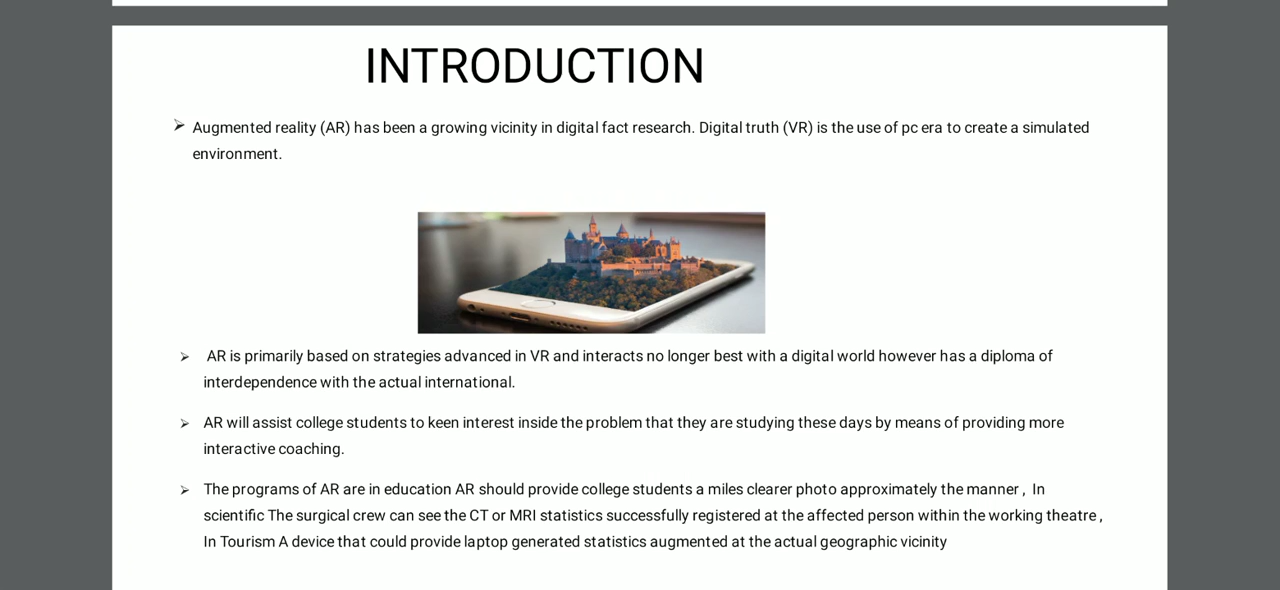 INTRODUCTION
➢ Augmented reality (AR) has been a growing vicinity in digital fact research. Digital truth (VR) is the use of pc era to create a simulated
environment.
➢ AR is primarily based on strategies advanced in VR and interacts no longer best with a digital world however has a diploma of
interdependence with the actual international.
➢ AR will assist college students to keen interest inside the problem that they are studying these days by means of providing more
interactive coaching.
➢ The programs of AR are in education AR should provide college students a miles clearer photo approximately the manner , In
scientific The surgical crew can see the CT or MRI statistics successfully registered at the affected person within the working theatre ,
In Tourism A device that could provide laptop generated statistics augmented at the actual geographic vicinity